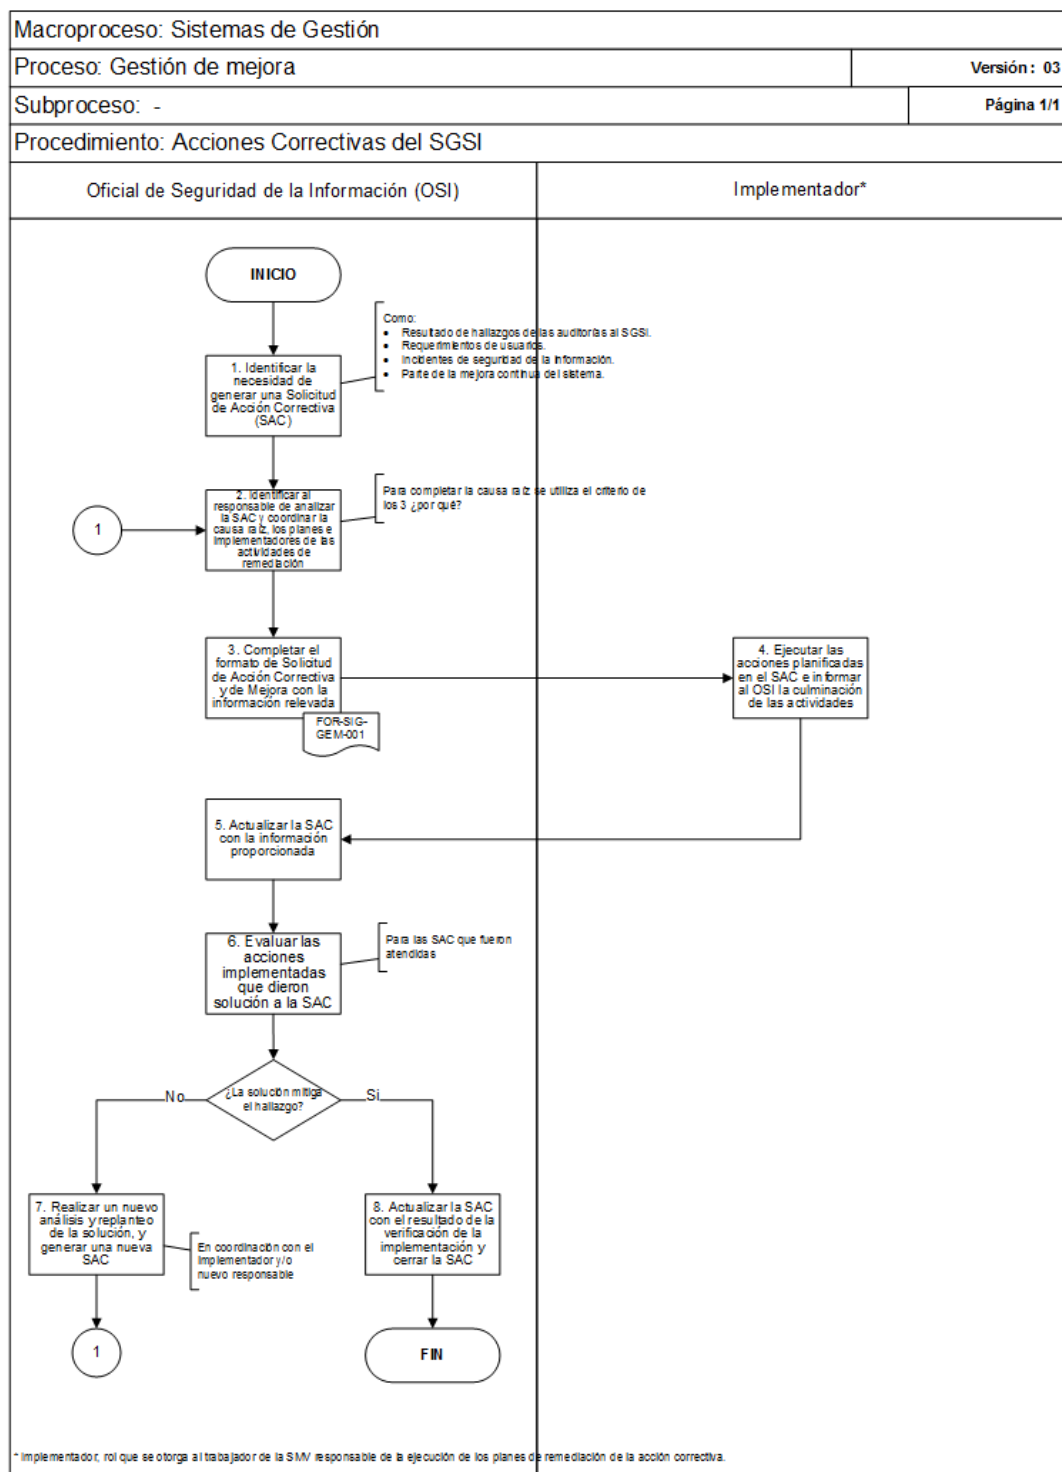 Macroproceso: Sistemas de Gestión
Proceso: Gestión de mejora
Versión: 03
Subproceso: -
Página 1/1
Procedimiento: Acciones Correctivas del SGSI
Oficial de Seguridad de la Información (OSI)
Implementador*
INICIO
Como:
• Resultado de hallazgos de las auditorías al SGSI.
• Requerimientos de usuarios.
• Incidentes de seguridad de la información.
• Parte de la mejora continua del sistema.
1. Identificar la
necesidad de
generar una Solicitud
de Acción Correctiva
(SAC)
Para completar la causa raíz se utiliza el criterio de
los 3 ¿por qué?
1
2. Identificar al
responsable de analizar
la SAC y coordinar la
causa raíz, los planes e
implementadores de las
actividades de
remediación
3. Completar el
formato de Solicitud
de Acción Correctiva
y de Mejora con la
información relevada
FOR-SIG-
GEM-001
4. Ejecutar las
acciones planificadas
en el SAC e informar
al OSI la culminación
de las actividades
5. Actualizar la SAC
con la información
proporcionada
6. Evaluar las
acciones
implementadas
que dieron
solución a la SAC
Para las SAC que fueron
atendidas
¿La solución mitiga
el hallazgo?
No
Si
7. Realizar un nuevo
análisis y replanteo
de la solución, y
generar una nueva
SAC
En coordinación con el
implementador y/o
nuevo responsable
8. Actualizar la SAC
con el resultado de la
verificación de la
implementación y
cerrar la SAC
1
FIN
* Implementador, rol que se otorga al trabajador de la SMV responsable de la ejecución de los planes de remediación de la acción correctiva.